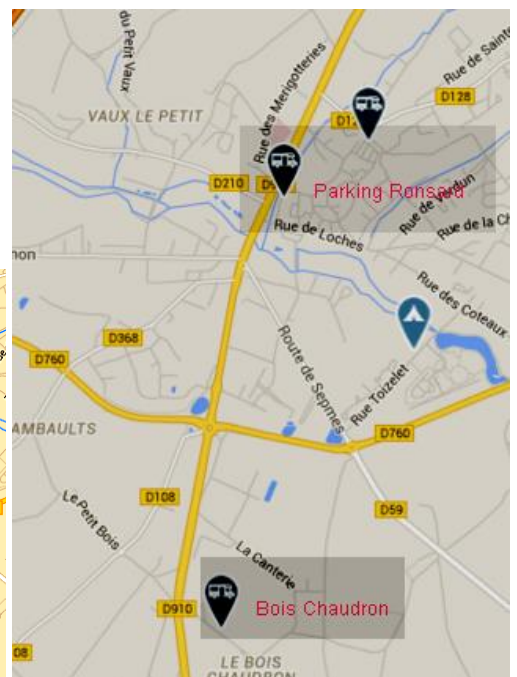 du Petit Vaux
Rue des Merigotteries
Rue de Sainte
D128
VAUX LE PETIT
D210
Parking Ronsard
Rue de Verdun
Rue de la Ch
Rue de Loches
non
Rue des Coteaux
D368
D760
Route de Sepmes
Rue Toizelet
AMBAULTS
D760
D108
Le Petit Bois
D59
La Canterie
D910
Bois Chaudron
08
LE BOIS
CHAUDRON